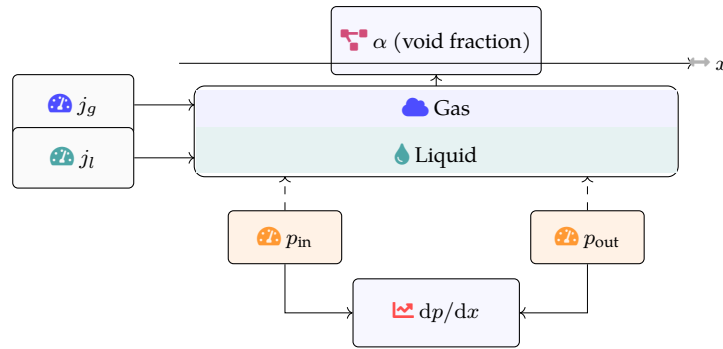 α (void fraction)
x
j_g
Gas
j_l
Liquid
p_in
p_out
dp/dx